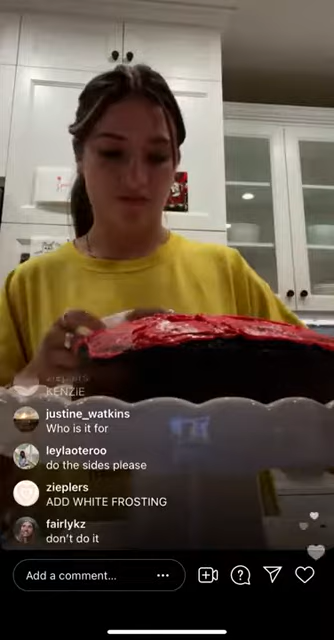 KENZiE
justine_watkins
Who is it for
leylaoteroo
do the sides please
zieplers
ADD WHITE FROSTING
fairlykz
don't do it
Add a comment...